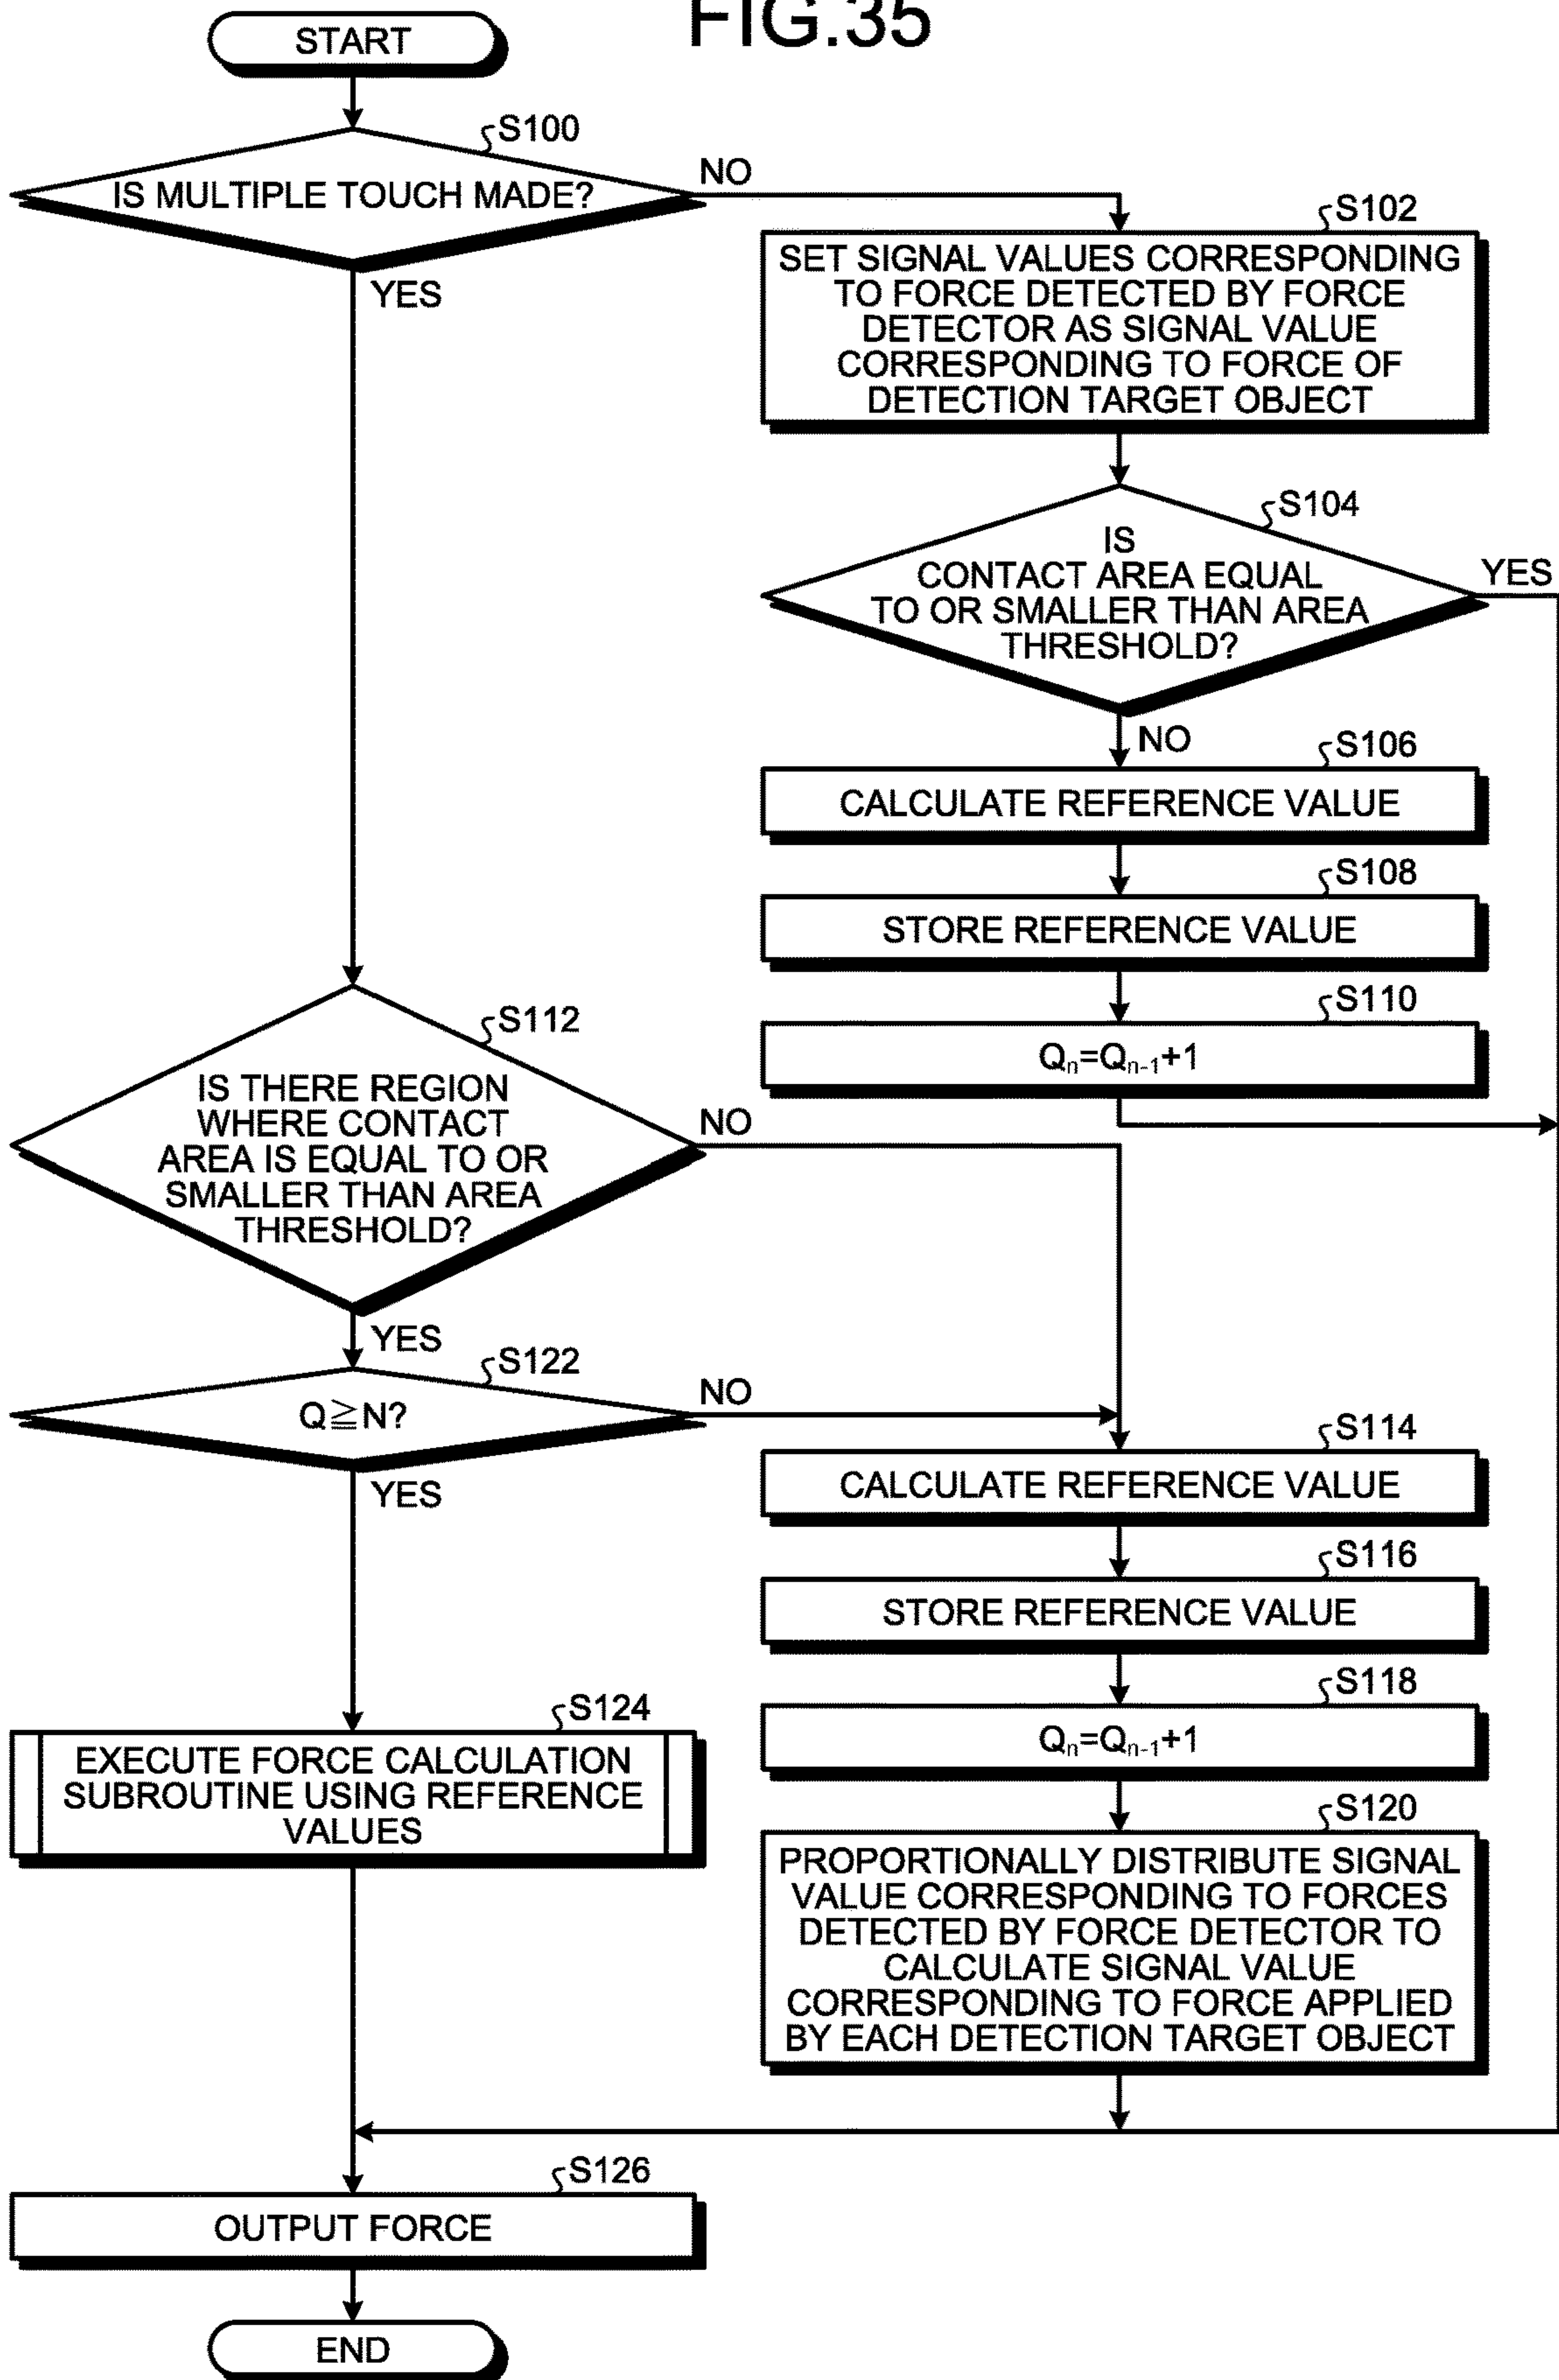 FIG.35
START
S100
IS MULTIPLE TOUCH MADE?
NO
YES
S102
SET SIGNAL VALUES CORRESPONDING
TO FORCE DETECTED BY FORCE
DETECTOR AS SIGNAL VALUE
CORRESPONDING TO FORCE OF
DETECTION TARGET OBJECT
S104
IS
CONTACT AREA EQUAL
TO OR SMALLER THAN AREA
THRESHOLD?
YES
NO
S106
CALCULATE REFERENCE VALUE
S108
STORE REFERENCE VALUE
S110
Qn=Qn-1+1
S112
IS THERE REGION
WHERE CONTACT
AREA IS EQUAL TO OR
SMALLER THAN AREA
THRESHOLD?
NO
YES
S122
Q≧N?
NO
YES
S114
CALCULATE REFERENCE VALUE
S116
STORE REFERENCE VALUE
S118
Qn=Qn-1+1
S120
PROPORTIONALLY DISTRIBUTE SIGNAL
VALUE CORRESPONDING TO FORCES
DETECTED BY FORCE DETECTOR TO
CALCULATE SIGNAL VALUE
CORRESPONDING TO FORCE APPLIED
BY EACH DETECTION TARGET OBJECT
S124
EXECUTE FORCE CALCULATION
SUBROUTINE USING REFERENCE
VALUES
S126
OUTPUT FORCE
END